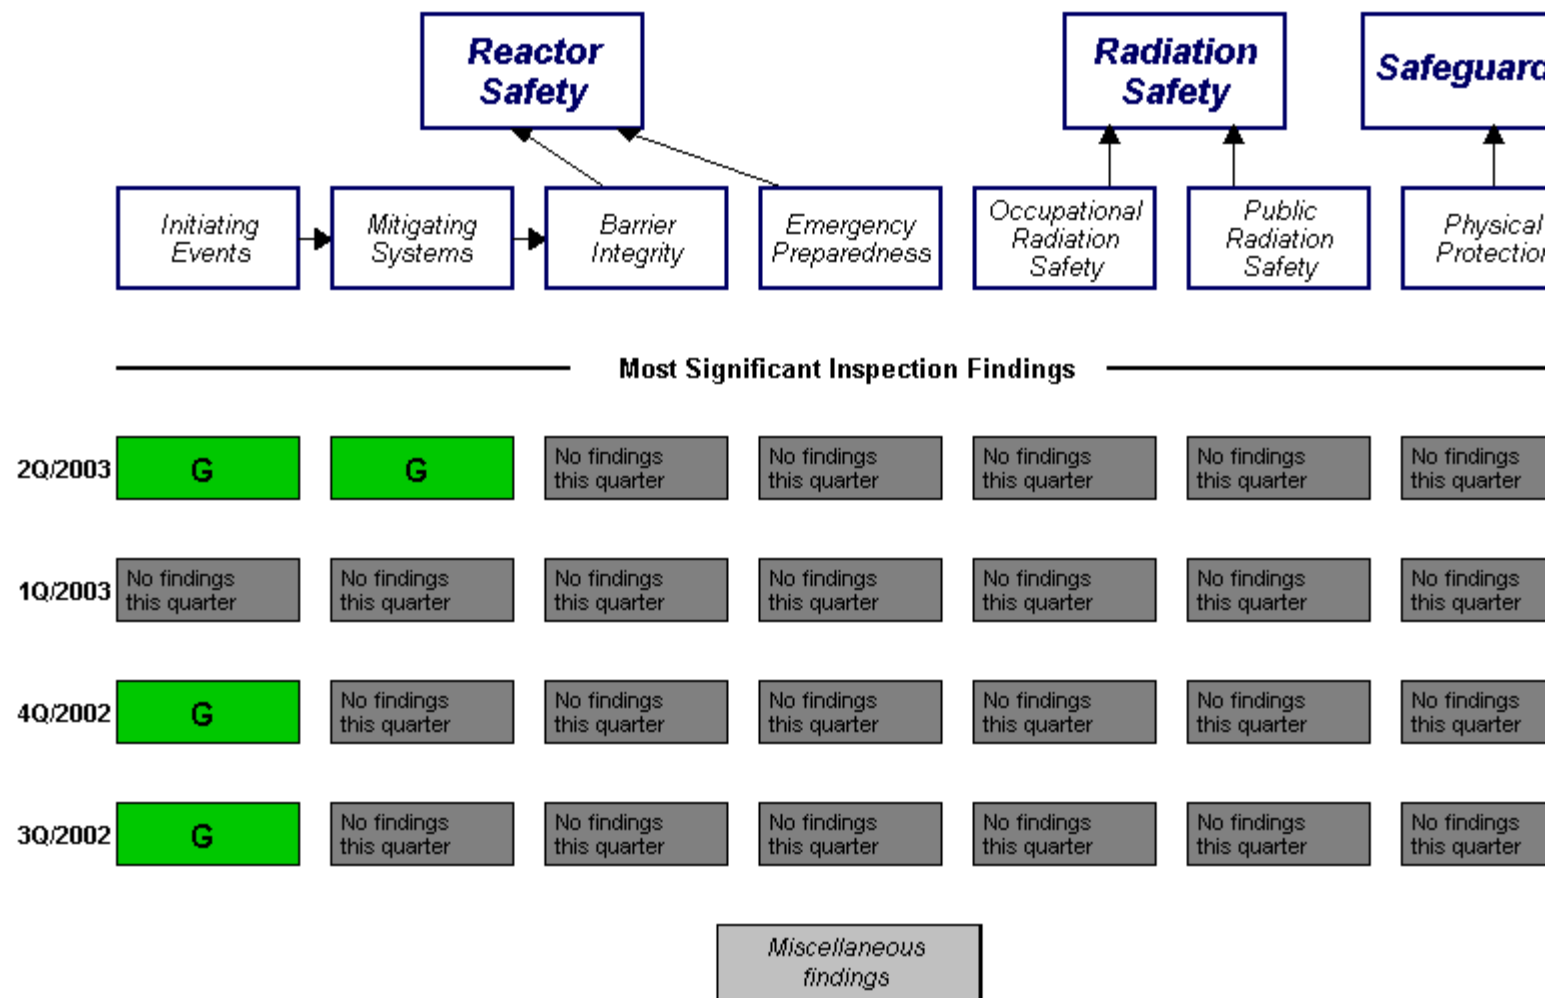 Reactor
Safety
Radiation
Safety
Safeguard
Initiating
Events
Mitigating
Systems
Barrier
Integrity
Emergency
Preparedness
Occupational
Radiation
Safety
Public
Radiation
Safety
Physical
Protection
Most Significant Inspection Findings
2Q/2003
G
G
No findings
this quarter
No findings
this quarter
No findings
this quarter
No findings
this quarter
No findings
this quarter
1Q/2003
No findings
this quarter
No findings
this quarter
No findings
this quarter
No findings
this quarter
No findings
this quarter
No findings
this quarter
No findings
this quarter
4Q/2002
G
No findings
this quarter
No findings
this quarter
No findings
this quarter
No findings
this quarter
No findings
this quarter
No findings
this quarter
3Q/2002
G
No findings
this quarter
No findings
this quarter
No findings
this quarter
No findings
this quarter
No findings
this quarter
No findings
this quarter
Miscellaneous
findings